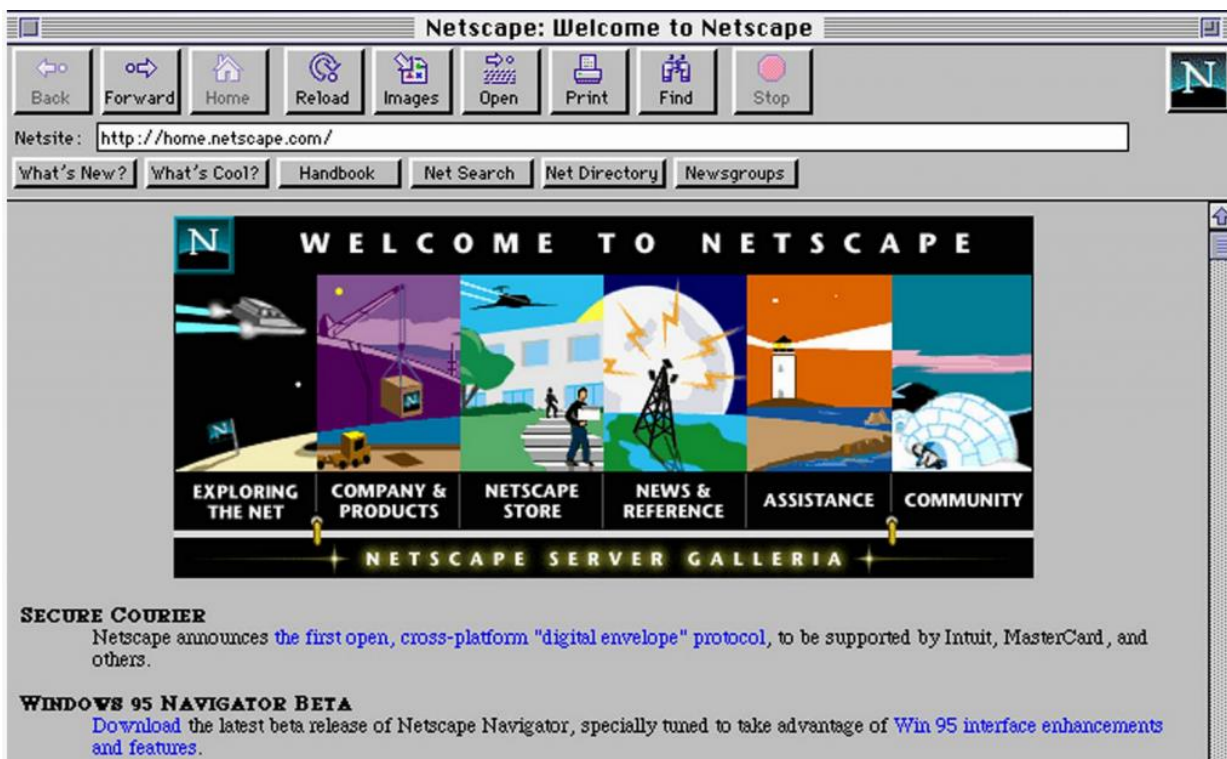 Netscape: Welcome to Netscape
Back Forward Home Reload Images Open Print Find Stop
N
Netsite: http://home.netscape.com/
What's New? What's Cool? Handbook Net Search Net Directory Newsgroups
N WELCOME TO NETSCAPE
N
N
EXPLORING THE NET
COMPANY & PRODUCTS
NETSCAPE STORE
NEWS & REFERENCE
ASSISTANCE
COMMUNITY
NETSCAPE SERVER GALLERIA
SECURE COURIER
Netscape announces the first open, cross-platform "digital envelope" protocol, to be supported by Intuit, MasterCard, and
others.
WINDOWS 95 NAVIGATOR BETA
Download the latest beta release of Netscape Navigator, specially tuned to take advantage of Win 95 interface enhancements
and features.